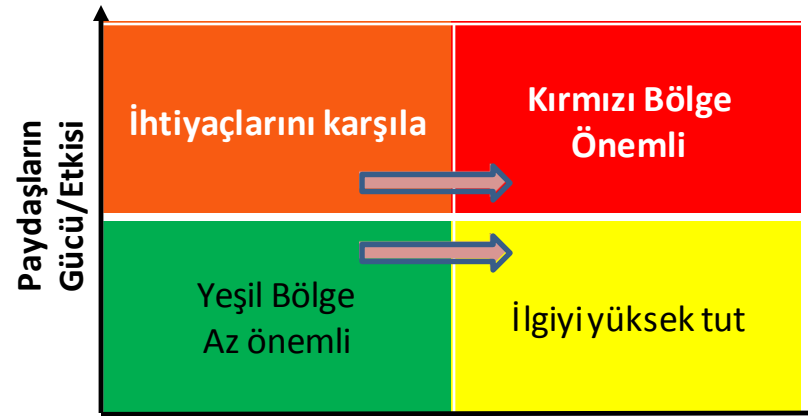 Paydaşların
Gücü/Etkisi
İhtiyaçlarını karşıla
Kırmızı Bölge
Önemli
Yeşil Bölge
Az önemli
İlgiyi yüksek tut